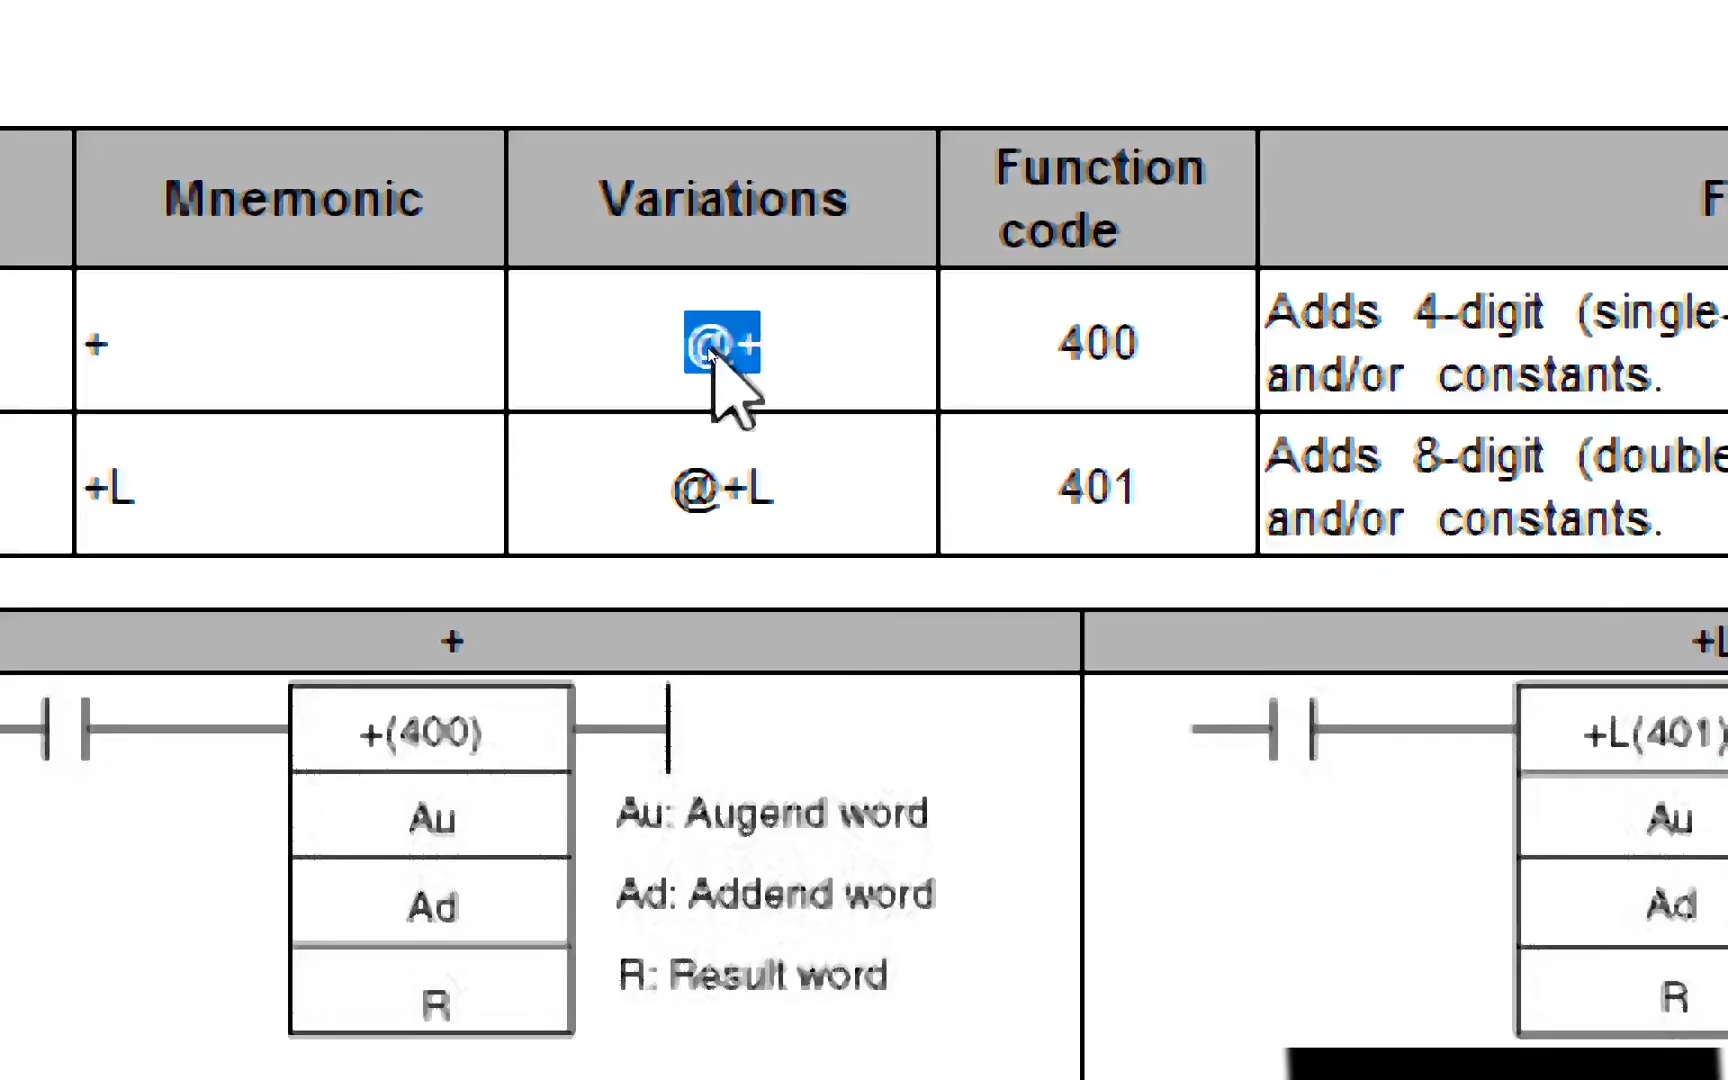 Mnemonic
Variations
Function
code
+
@+
400
Adds 4-digit (single-
and/or constants.
+L
@+L
401
Adds 8-digit (double
and/or constants.
+
+L
+(400)
Au
Ad
R
Au: Augend word
Ad: Addend word
R: Result word
+L(401)
Au
Ad
R